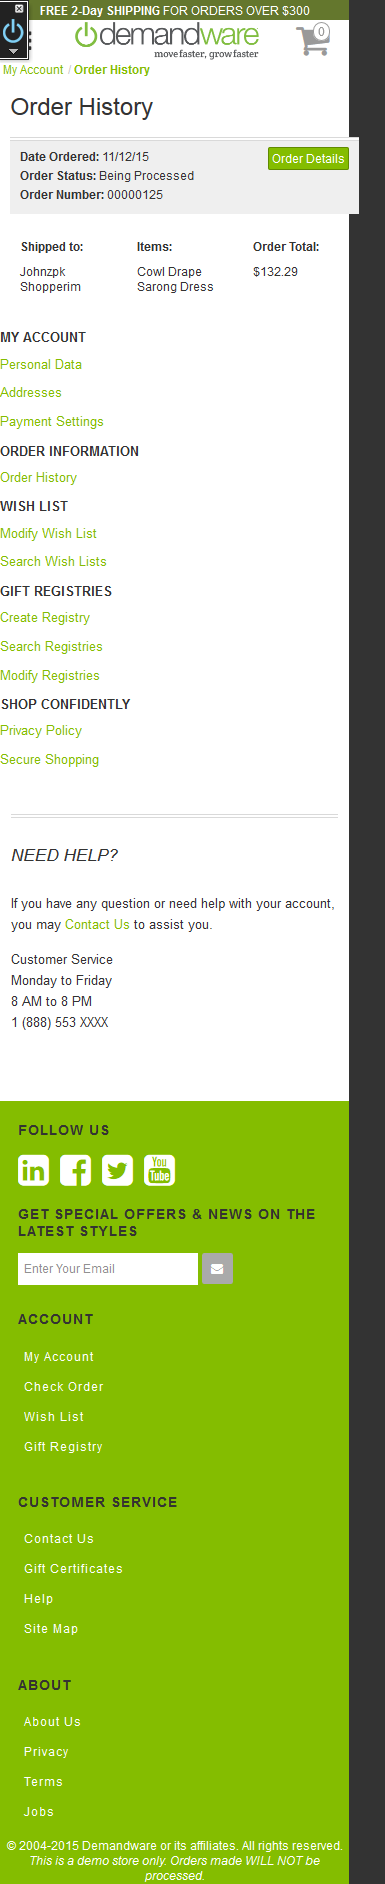 FREE 2-Day SHIPPING FOR ORDERS OVER $300
demandware
move faster, grow faster
0
My Account / Order History
Order History
Date Ordered: 11/12/15
Order Details
Order Status: Being Processed
Order Number: 00000125
Shipped to: Items: Order Total:
Johnzpk Cowl Drape $132.29
Shopperim Sarong Dress
MY ACCOUNT
Personal Data
Addresses
Payment Settings
ORDER INFORMATION
Order History
WISH LIST
Modify Wish List
Search Wish Lists
GIFT REGISTRIES
Create Registry
Search Registries
Modify Registries
SHOP CONFIDENTLY
Privacy Policy
Secure Shopping
NEED HELP?
If you have any question or need help with your account,
you may Contact Us to assist you.
Customer Service
Monday to Friday
8 AM to 8 PM
1 (888) 553 XXXX
FOLLOW US
in
You
Tube
GET SPECIAL OFFERS & NEWS ON THE
LATEST STYLES
Enter Your Email
ACCOUNT
My Account
Check Order
Wish List
Gift Registry
CUSTOMER SERVICE
Contact Us
Gift Certificates
Help
Site Map
ABOUT
About Us
Privacy
Terms
Jobs
© 2004-2015 Demandware or its affiliates. All rights reserved.
This is a demo store only. Orders made WILL NOT be
processed.